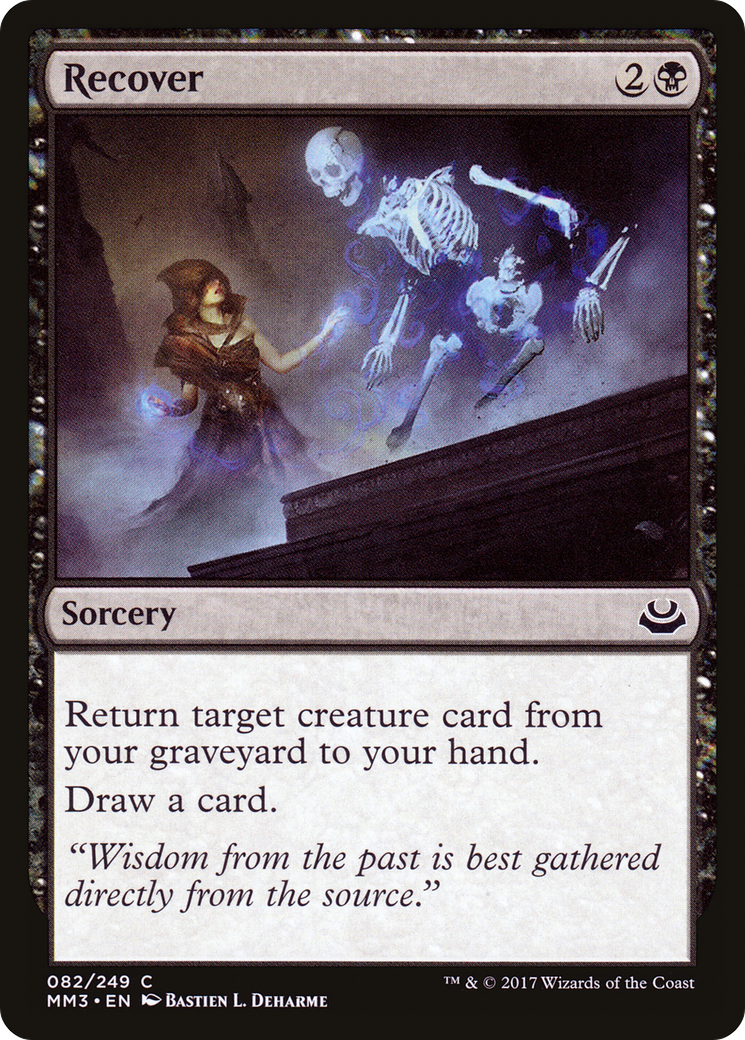 Recover 2
Sorcery
Return target creature card from
your graveyard to your hand.
Draw a card.
“Wisdom from the past is best gathered
directly from the source.”
082/249 C ™ & © 2017 Wizards of the Coast
MM3 • EN Bastien L. Deharme